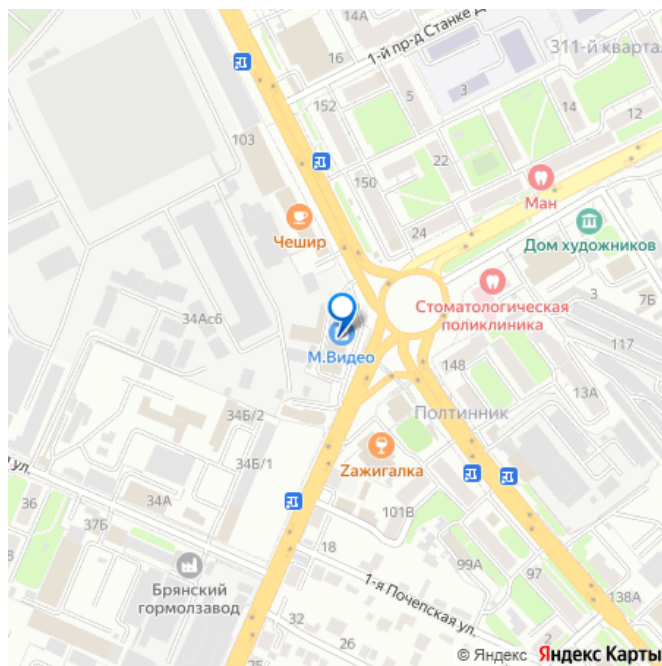 14А
1-й пр-д Станке Д
16
311-й кварта
3
5
152
14
12
103
22
150
Ман
24
Чешир
Дом художников
Стоматологическая
поликлиника
7Б
3
34Ас6
М.Видео
148
117
13А
34Б/2
Полтинник
34Б/1
Zажигалка
я ул.
36
34А
37Б
101В
18
99А
97
Брянский
гормолзавод
1-я Почепская ул.
138А
32
26
© Яндекс Яндекс Карты